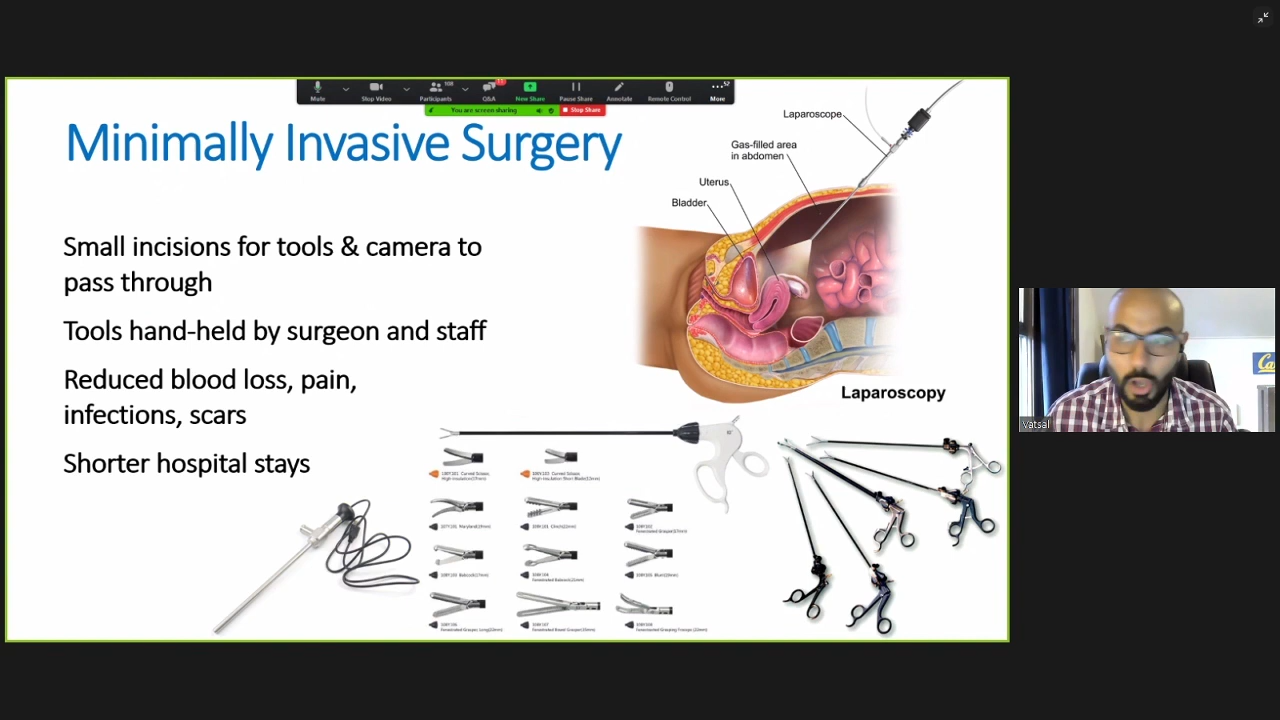 Mute
Stop Video
108
Participants
11
Q&A
New Share
Pause Share
Annotate
Remote Control
More
You are screen sharing
Stop Share
Minimally Invasive Surgery
Small incisions for tools & camera to
pass through
Tools hand-held by surgeon and staff
Reduced blood loss, pain,
infections, scars
Shorter hospital stays
Laparoscope
Gas-filled area
in abdomen
Uterus
Bladder
Laparoscopy
Vatsal